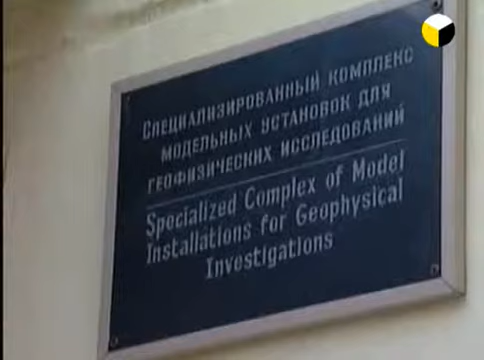 Специализированный комплекс
модельных установок для
геофизических исследований
Specialized Complex of Model
Installations for Geophysical
Investigations